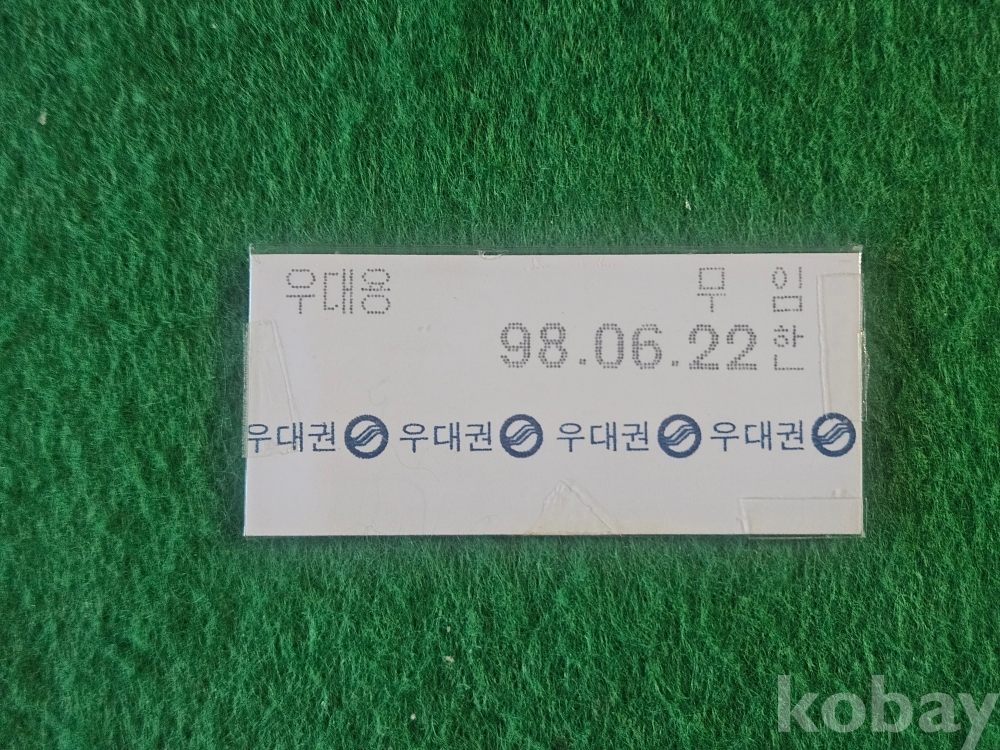 우대용 무 임
98.06.22 한
우대권 우대권 우대권 우대권
kobay